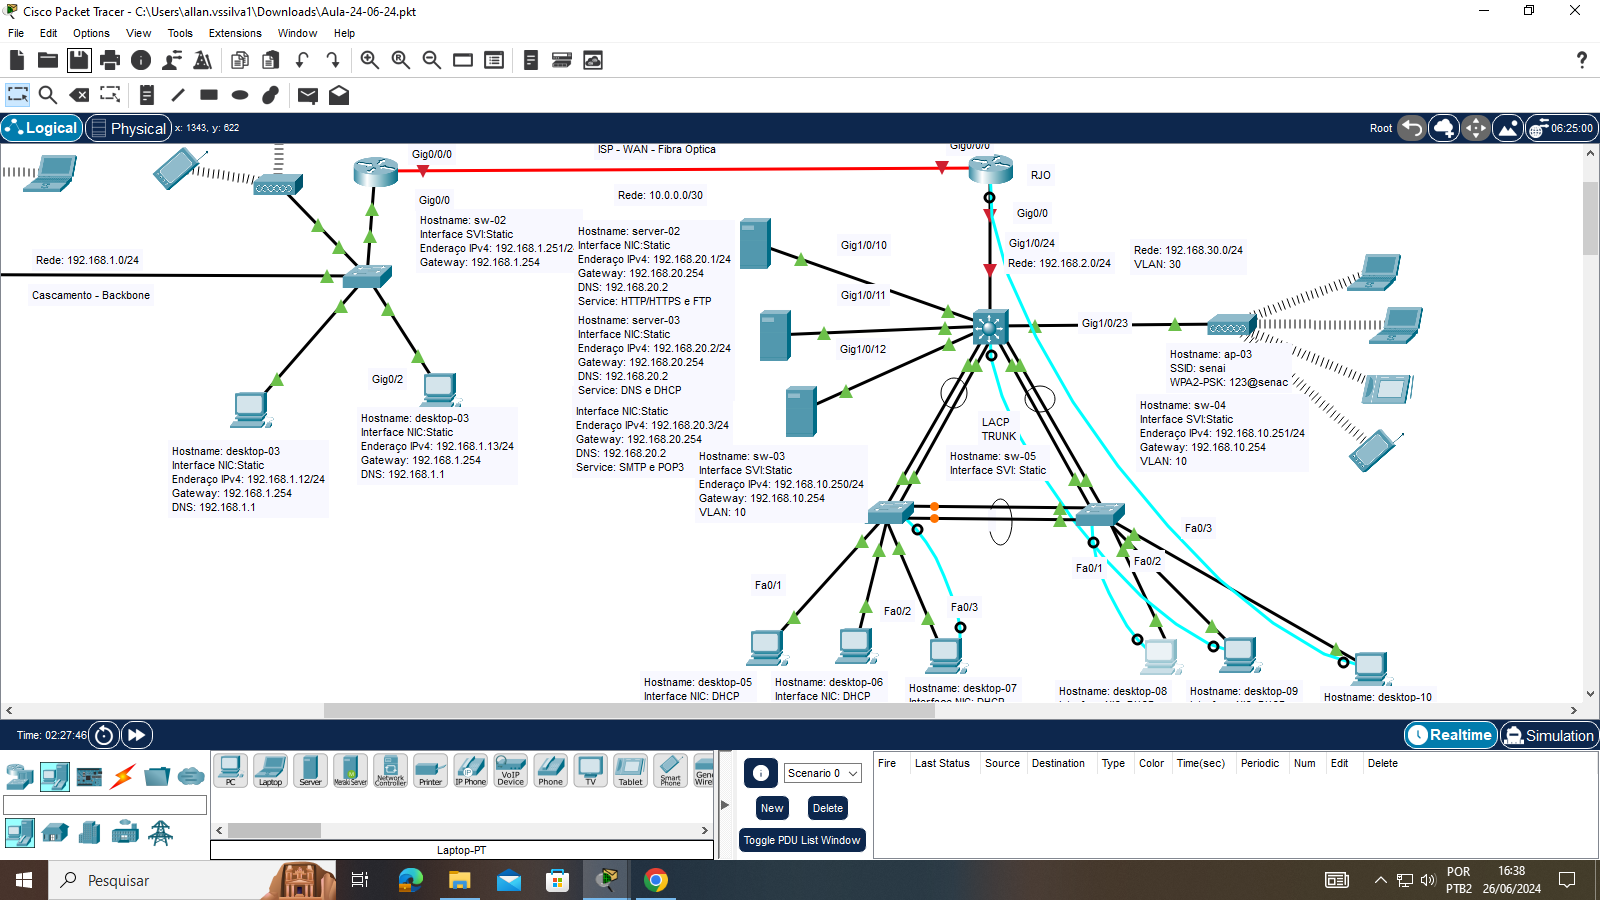 Cisco Packet Tracer - C:\Users\allan.vssilva1\Downloads\Aula-24-06-24.pkt
File Edit Options View Tools Extensions Window Help
Logical
Physical
x: 1343, y: 622
Root
06:25:00
Gig0/0/0
ISP - WAN - Fibra Optica
Gig0/0/0
RJO
Gig0/0
Rede: 10.0.0.0/30
Gig0/0
Hostname: sw-02
Interface SVI:Static
Enderaço IPv4: 192.168.1.251/2
Gateway: 192.168.1.254
Rede: 192.168.1.0/24
Cascamento - Backbone
Hostname: server-02
Interface NIC:Static
Enderaço IPv4: 192.168.20.1/24
Gateway: 192.168.20.254
DNS: 192.168.20.2
Service: HTTP/HTTPS e FTP
Hostname: server-03
Interface NIC:Static
Enderaço IPv4: 192.168.20.2/24
Gateway: 192.168.20.254
DNS: 192.168.20.2
Service: DNS e DHCP
Interface NIC:Static
Enderaço IPv4: 192.168.20.3/24
Gateway: 192.168.20.254
DNS: 192.168.20.2
Service: SMTP e POP3
Gig1/0/10
Gig1/0/11
Gig1/0/12
Gig1/0/24
Rede: 192.168.2.0/24
Rede: 192.168.30.0/24
VLAN: 30
Gig1/0/23
Hostname: ap-03
SSID: senai
WPA2-PSK: 123@senac
Hostname: sw-04
Interface SVI:Static
Enderaço IPv4: 192.168.10.251/24
Gateway: 192.168.10.254
VLAN: 10
LACP
TRUNK
Hostname: sw-05
Interface SVI: Static
Hostname: sw-03
Interface SVI:Static
Enderaço IPv4: 192.168.10.250/24
Gateway: 192.168.10.254
VLAN: 10
Gig0/2
Hostname: desktop-03
Interface NIC:Static
Enderaço IPv4: 192.168.1.13/24
Gateway: 192.168.1.254
DNS: 192.168.1.1
Hostname: desktop-03
Interface NIC:Static
Enderaço IPv4: 192.168.1.12/24
Gateway: 192.168.1.254
DNS: 192.168.1.1
Fa0/1
Fa0/2
Fa0/3
Fa0/1
Fa0/2
Fa0/3
Hostname: desktop-05
Interface NIC: DHCP
Hostname: desktop-06
Interface NIC: DHCP
Hostname: desktop-07
Interface NIC: DHCP
Hostname: desktop-08
Hostname: desktop-09
Hostname: desktop-10
Time: 02:27:46
Realtime
Simulation
PC
Laptop
Server
Meraki Server
Network Controller
Printer
IP Phone
VoIP Device
Phone
TV
Tablet
Smart Phone
Laptop-PT
Scenario 0
New
Delete
Toggle PDU List Window
Fire Last Status Source Destination Type Color Time(sec) Periodic Num Edit Delete
Pesquisar
POR
PTB2
16:38
26/06/2024